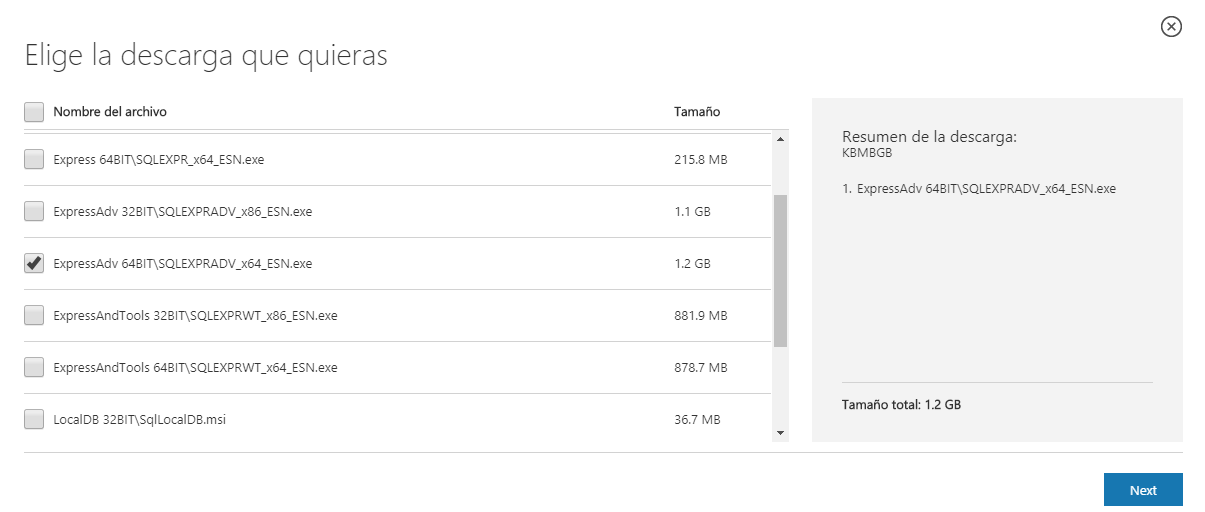 Elige la descarga que quieras
Nombre del archivo Tamaño
Express 64BIT\SQLEXPR_x64_ESN.exe 215.8 MB
ExpressAdv 32BIT\SQLEXPRADV_x86_ESN.exe 1.1 GB
ExpressAdv 64BIT\SQLEXPRADV_x64_ESN.exe 1.2 GB
ExpressAndTools 32BIT\SQLEXPRWT_x86_ESN.exe 881.9 MB
ExpressAndTools 64BIT\SQLEXPRWT_x64_ESN.exe 878.7 MB
LocalDB 32BIT\SqlLocalDB.msi 36.7 MB
Resumen de la descarga:
KBMBGB
1. ExpressAdv 64BIT\SQLEXPRADV_x64_ESN.exe
Tamaño total: 1.2 GB
Next